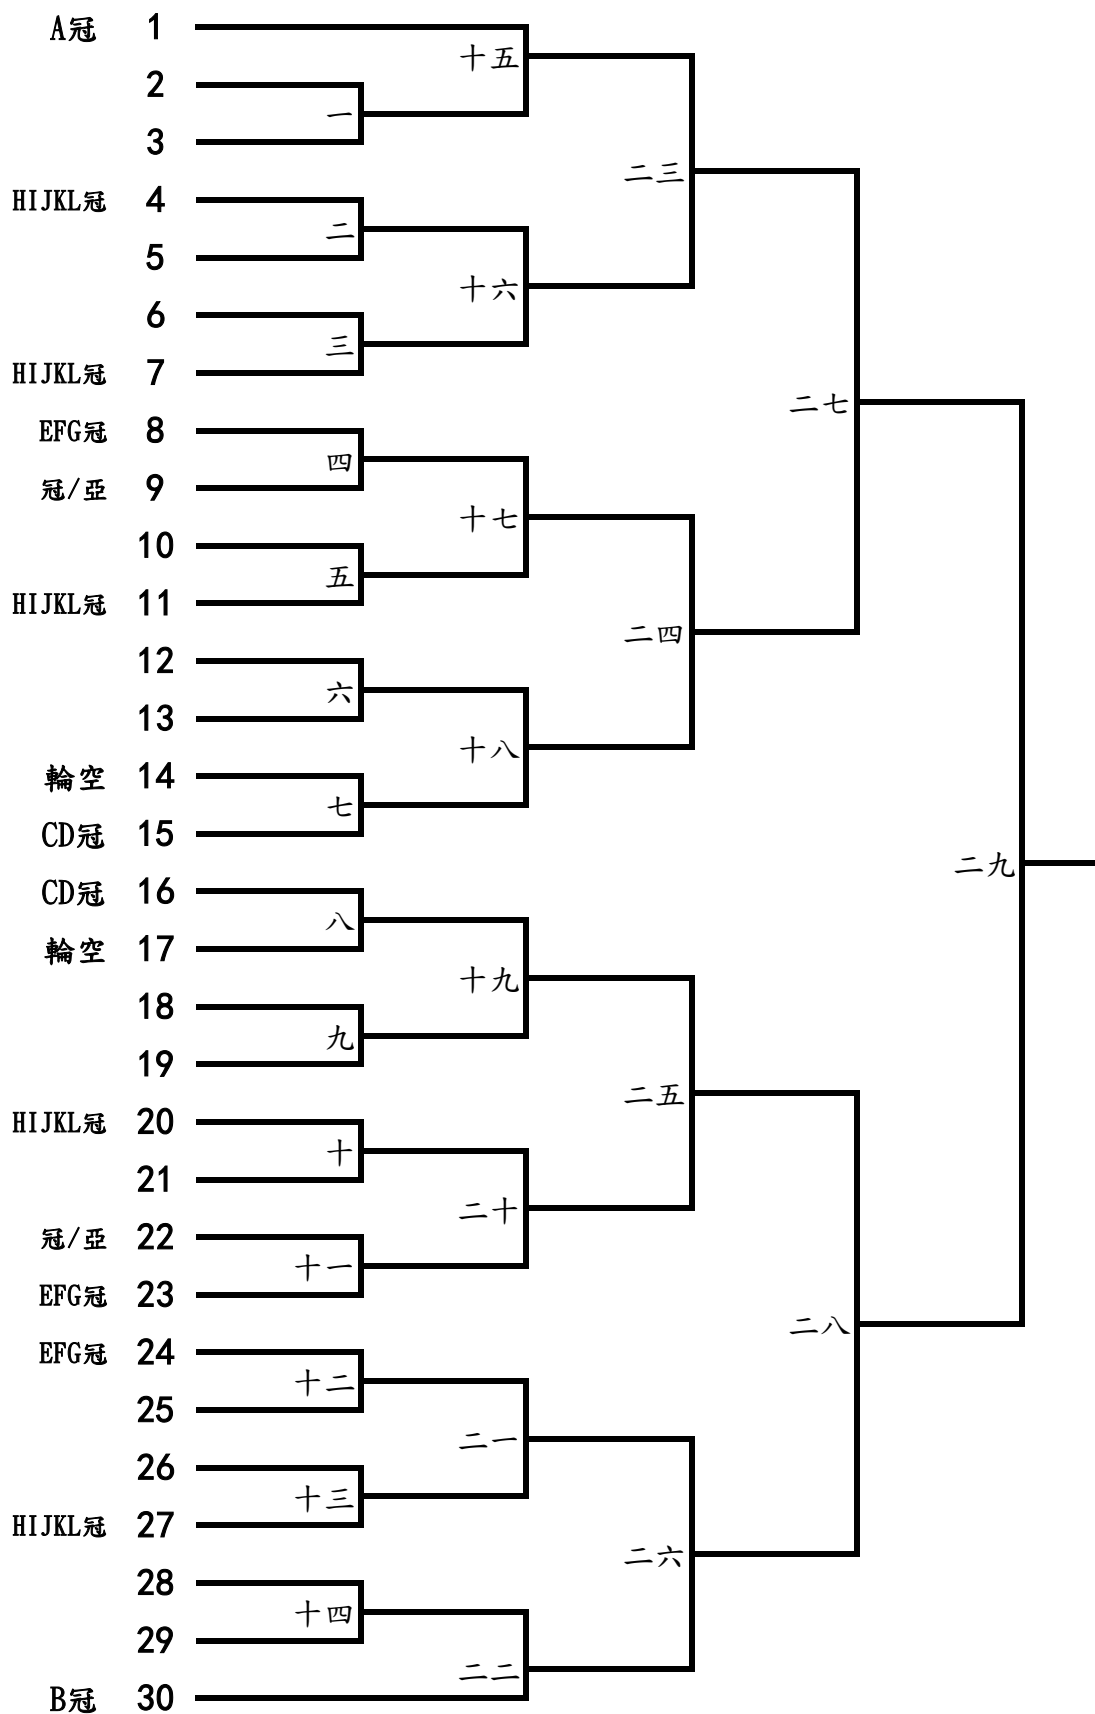 A冠 1
十五
2
一
3
二三
HIJKL冠 4
二
5
十六
6
三
HIJKL冠 7
二七
EFG冠 8
四
冠/亞 9
十七
10
五
HIJKL冠 11
二四
12
六
13
十八
輪空 14
七
CD冠 15
二九
CD冠 16
八
輪空 17
十九
18
九
19
二五
HIJKL冠 20
十
21
二十
冠/亞 22
十一
EFG冠 23
二八
EFG冠 24
十二
25
二一
26
十三
HIJKL冠 27
二六
28
十四
29
二二
B冠 30